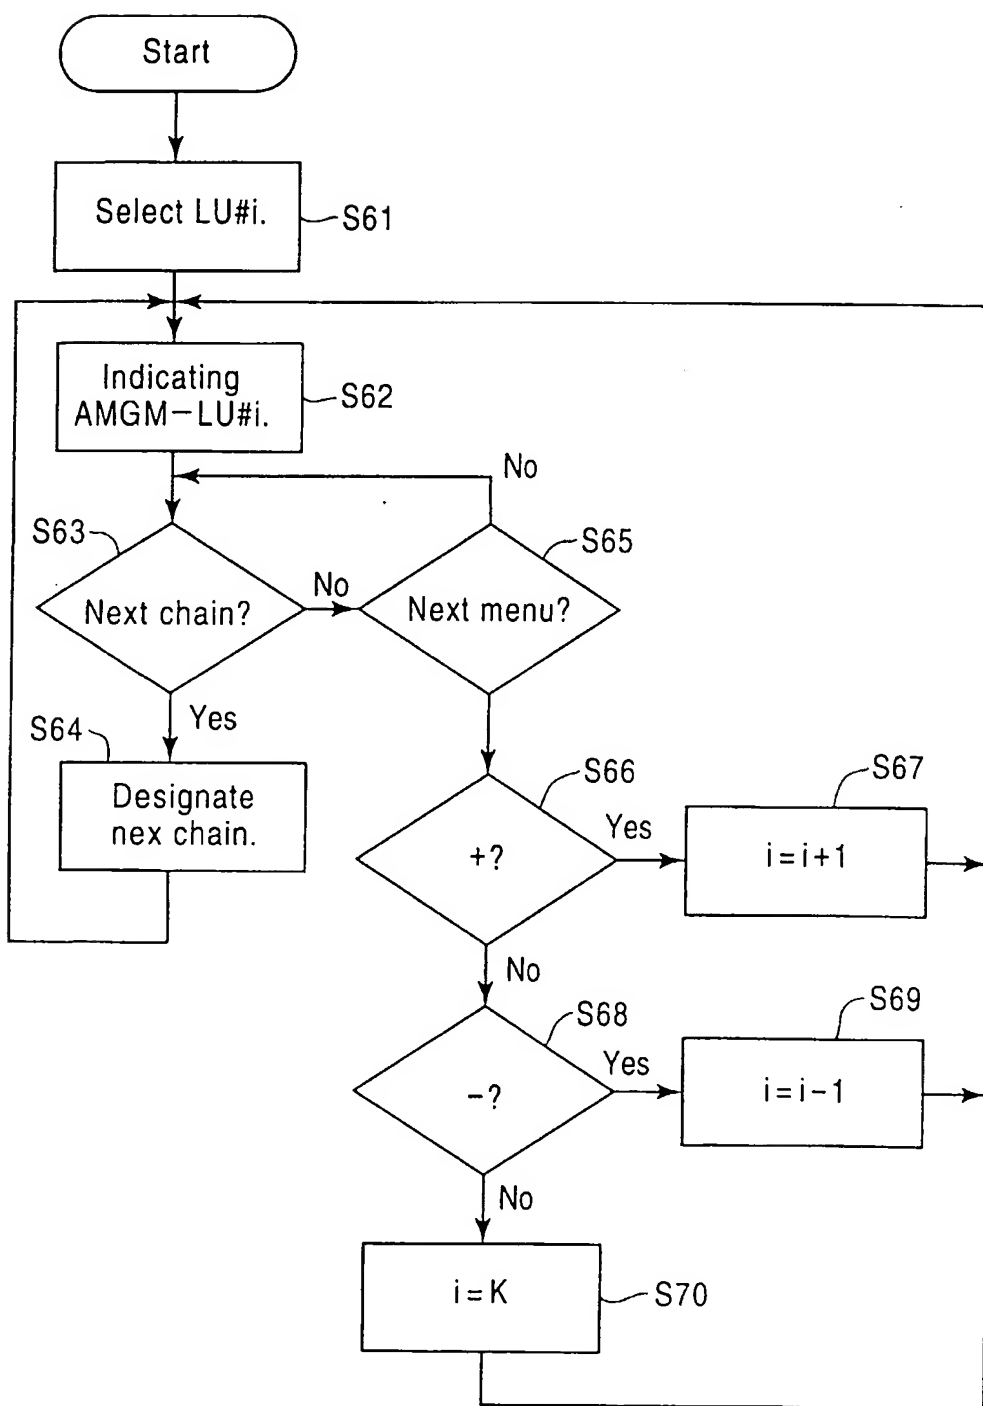 Start
Select LU#i.
S61
Indicating
AMGM-LU#i.
S62
No
S63
S65
Next chain?
No
Next menu?
Yes
S64
Designate
nex chain.
S66
S67
+?
Yes
i=i+1
No
S68
S69
-?
Yes
i=i-1
No
i=K
S70